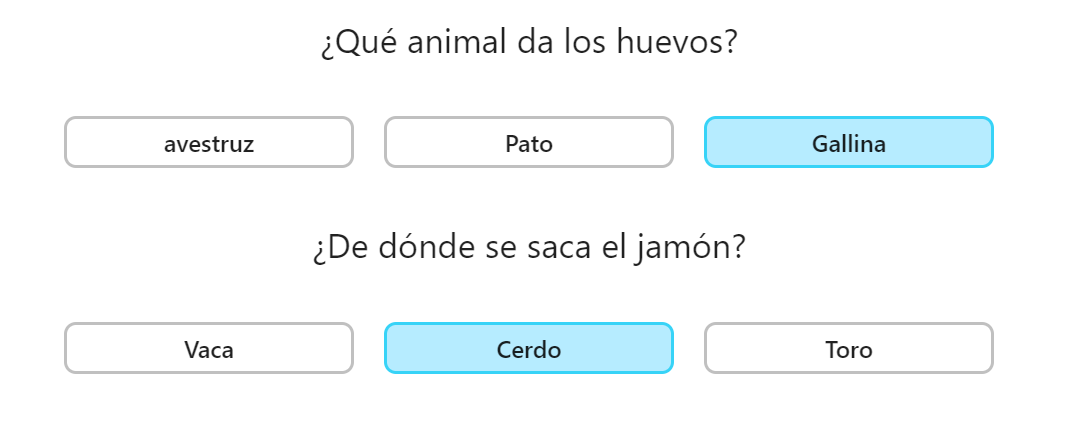 ¿Qué animal da los huevos?
avestruz Pato Gallina
¿De dónde se saca el jamón?
Vaca Cerdo Toro